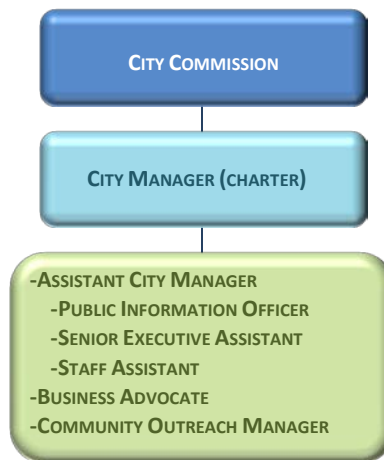 CITY COMMISSION
CITY MANAGER (CHARTER)
-ASSISTANT CITY MANAGER
-PUBLIC INFORMATION OFFICER
-SENIOR EXECUTIVE ASSISTANT
-STAFF ASSISTANT
-BUSINESS ADVOCATE
-COMMUNITY OUTREACH MANAGER